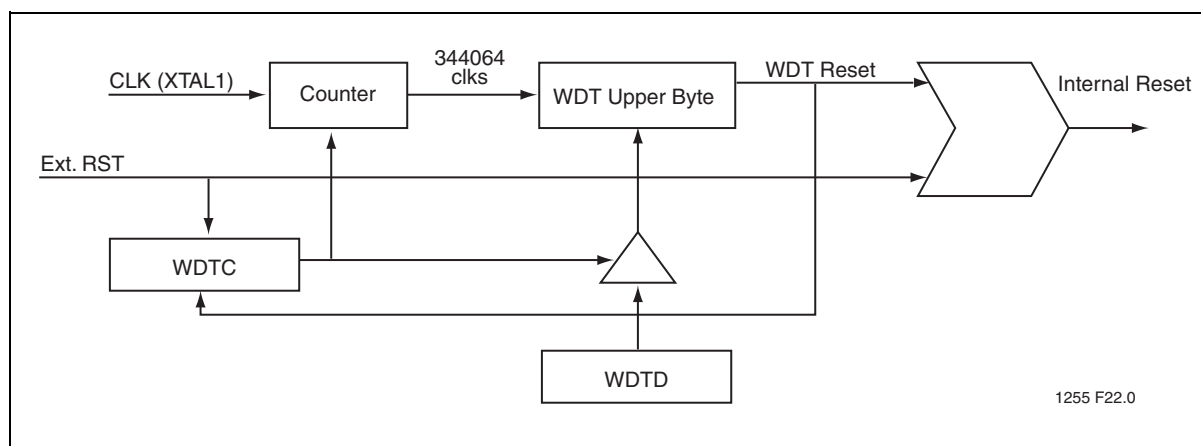 344064
clks
CLK (XTAL1)
Counter
WDT Upper Byte
WDT Reset
Internal Reset
Ext. RST
WDTC
WDTD
1255 F22.0